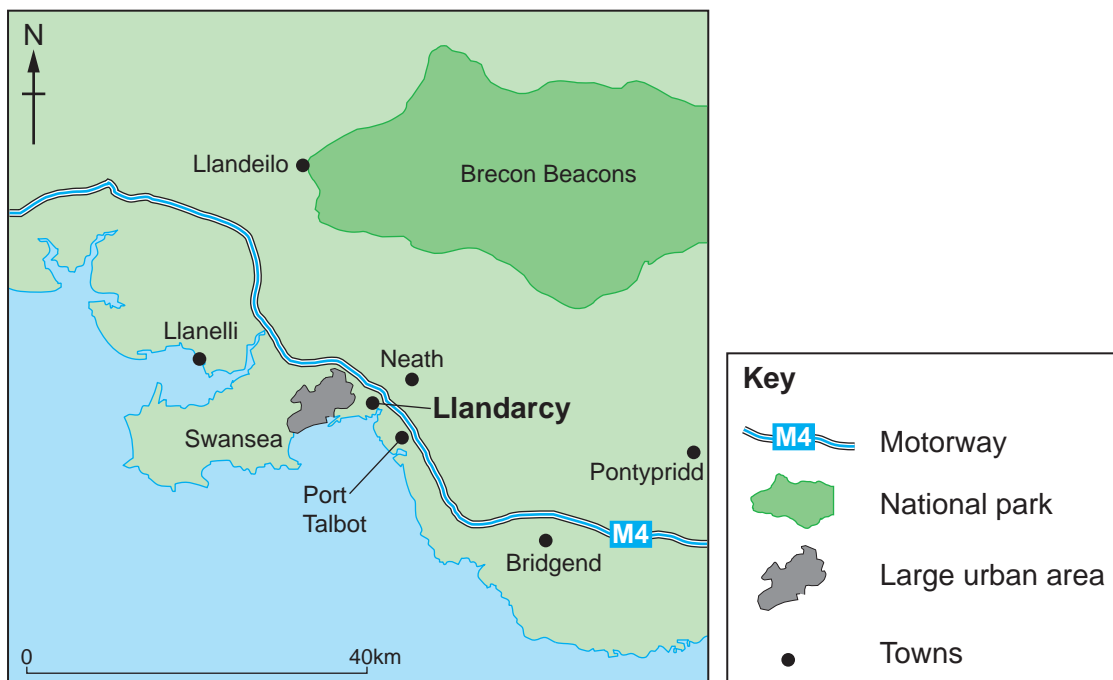 N
Llandeilo
Brecon Beacons
Llanelli
Neath
Llandarcy
Swansea
Port
Talbot
Pontypridd
M4
Bridgend
0 40km
Key
M4 Motorway
National park
Large urban area
Towns